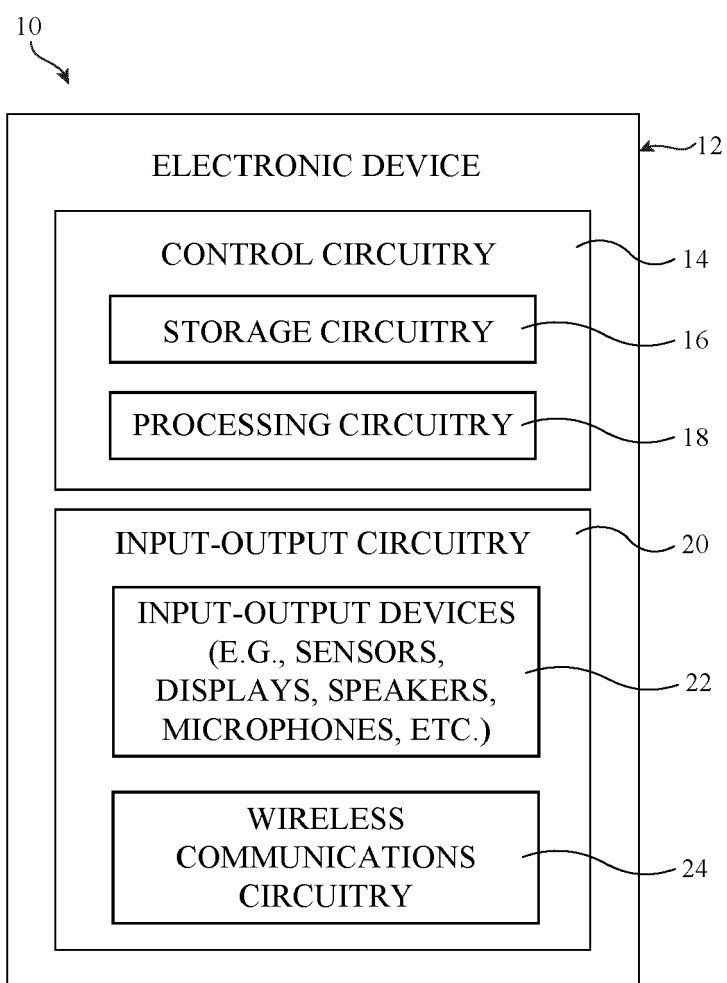 10
12
ELECTRONIC DEVICE
CONTROL CIRCUITRY
14
STORAGE CIRCUITRY
16
PROCESSING CIRCUITRY
18
INPUT-OUTPUT CIRCUITRY
20
INPUT-OUTPUT DEVICES
(E.G., SENSORS,
DISPLAYS, SPEAKERS,
MICROPHONES, ETC.)
22
WIRELESS
COMMUNICATIONS
CIRCUITRY
24